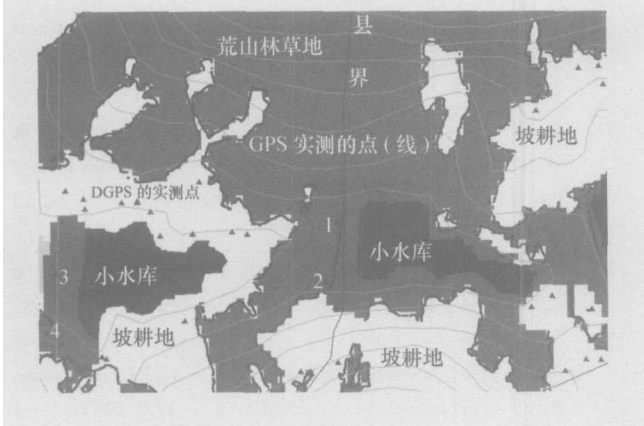 县
荒山林草地
界
GPS 实测的点（线）
坡耕地
DGPS 的实测点
1
小水库
3
小水库
2
4
坡耕地
坡耕地